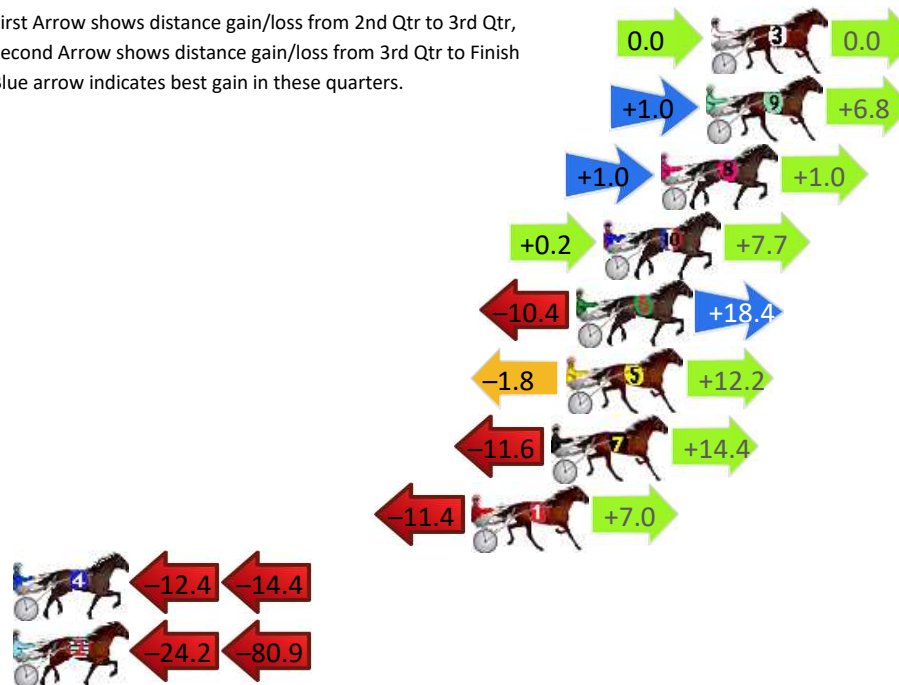 irst Arrow shows distance gain/loss from 2nd Qtr to 3rd Qtr,
econd Arrow shows distance gain/loss from 3rd Qtr to Finish
lue arrow indicates best gain in these quarters.
0.0 3 0.0
+1.0 9 +6.8
+1.0 8 +1.0
+0.2 10 +7.7
–10.4 6 +18.4
–1.8 5 +12.2
–11.6 7 +14.4
–11.4 1 +7.0
4 –12.4 –14.4
2 –24.2 –80.9